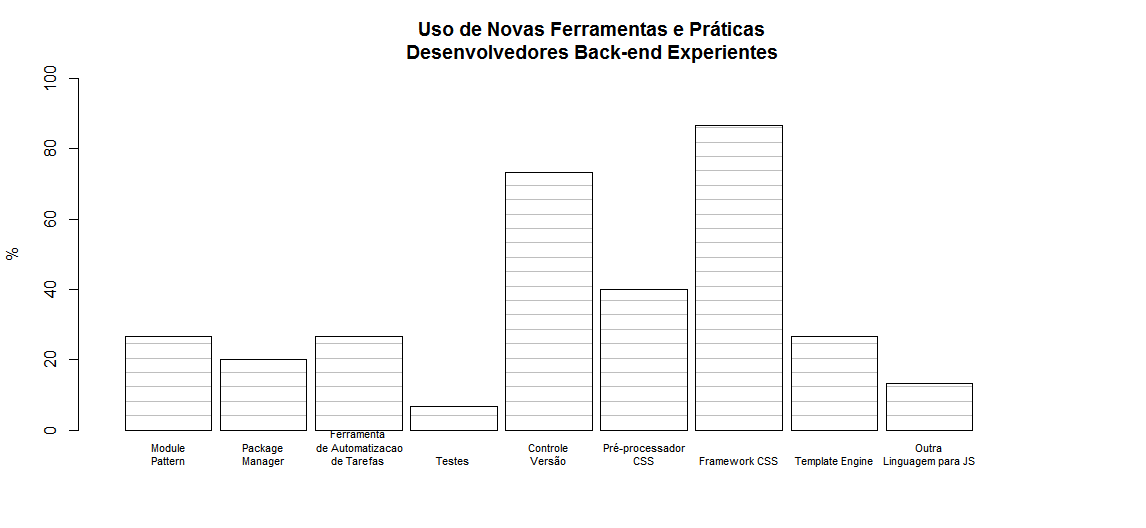 Uso de Novas Ferramentas e Práticas
Desenvolvedores Back-end Experientes
%
100
80
60
40
20
0
Module
Pattern
Package
Manager
Ferramenta
de Automatizacao
de Tarefas
Testes
Controle
Versão
Pré-processador
CSS
Framework CSS
Template Engine
Outra
Linguagem para JS